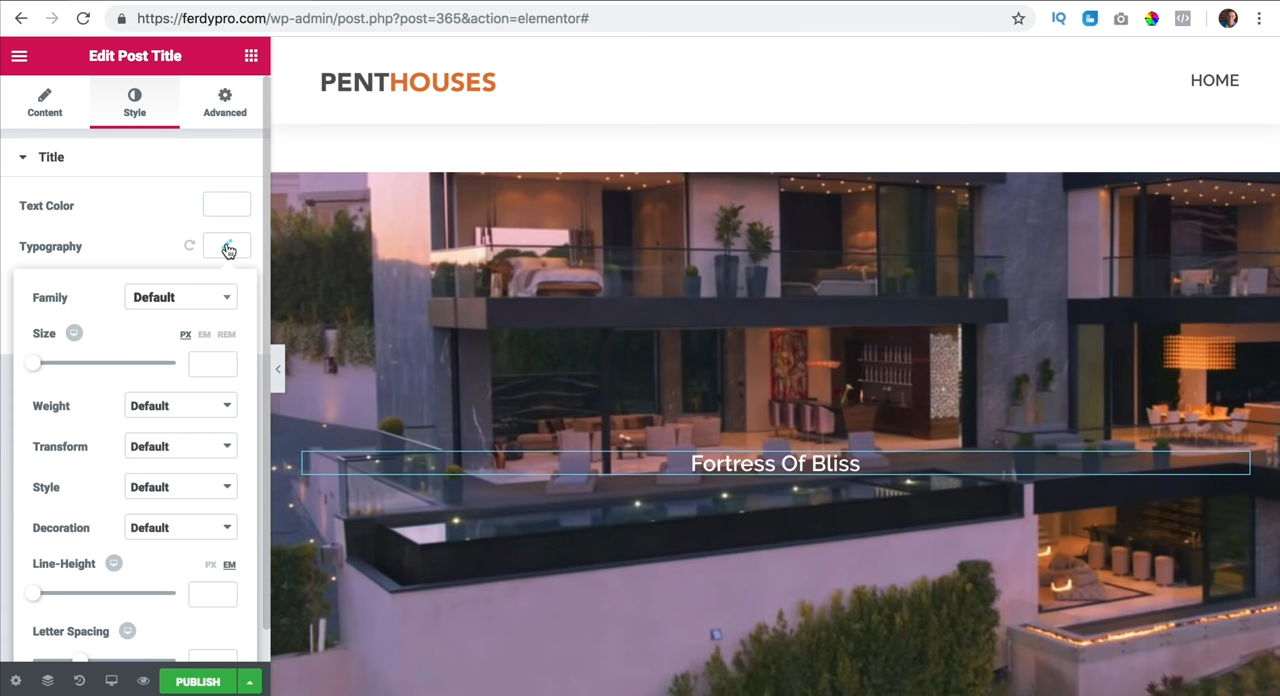 https://ferdypro.com/wp-admin/post.php?post=365&action=elementor#
IQ
Edit Post Title
Content
Style
Advanced
Title
Text Color
Typography
Family
Default
Size
PX EM REM
Weight
Default
Transform
Default
Style
Default
Decoration
Default
Line-Height
PX EM
Letter Spacing
PUBLISH
PENTHOUSES
HOME
Fortress Of Bliss